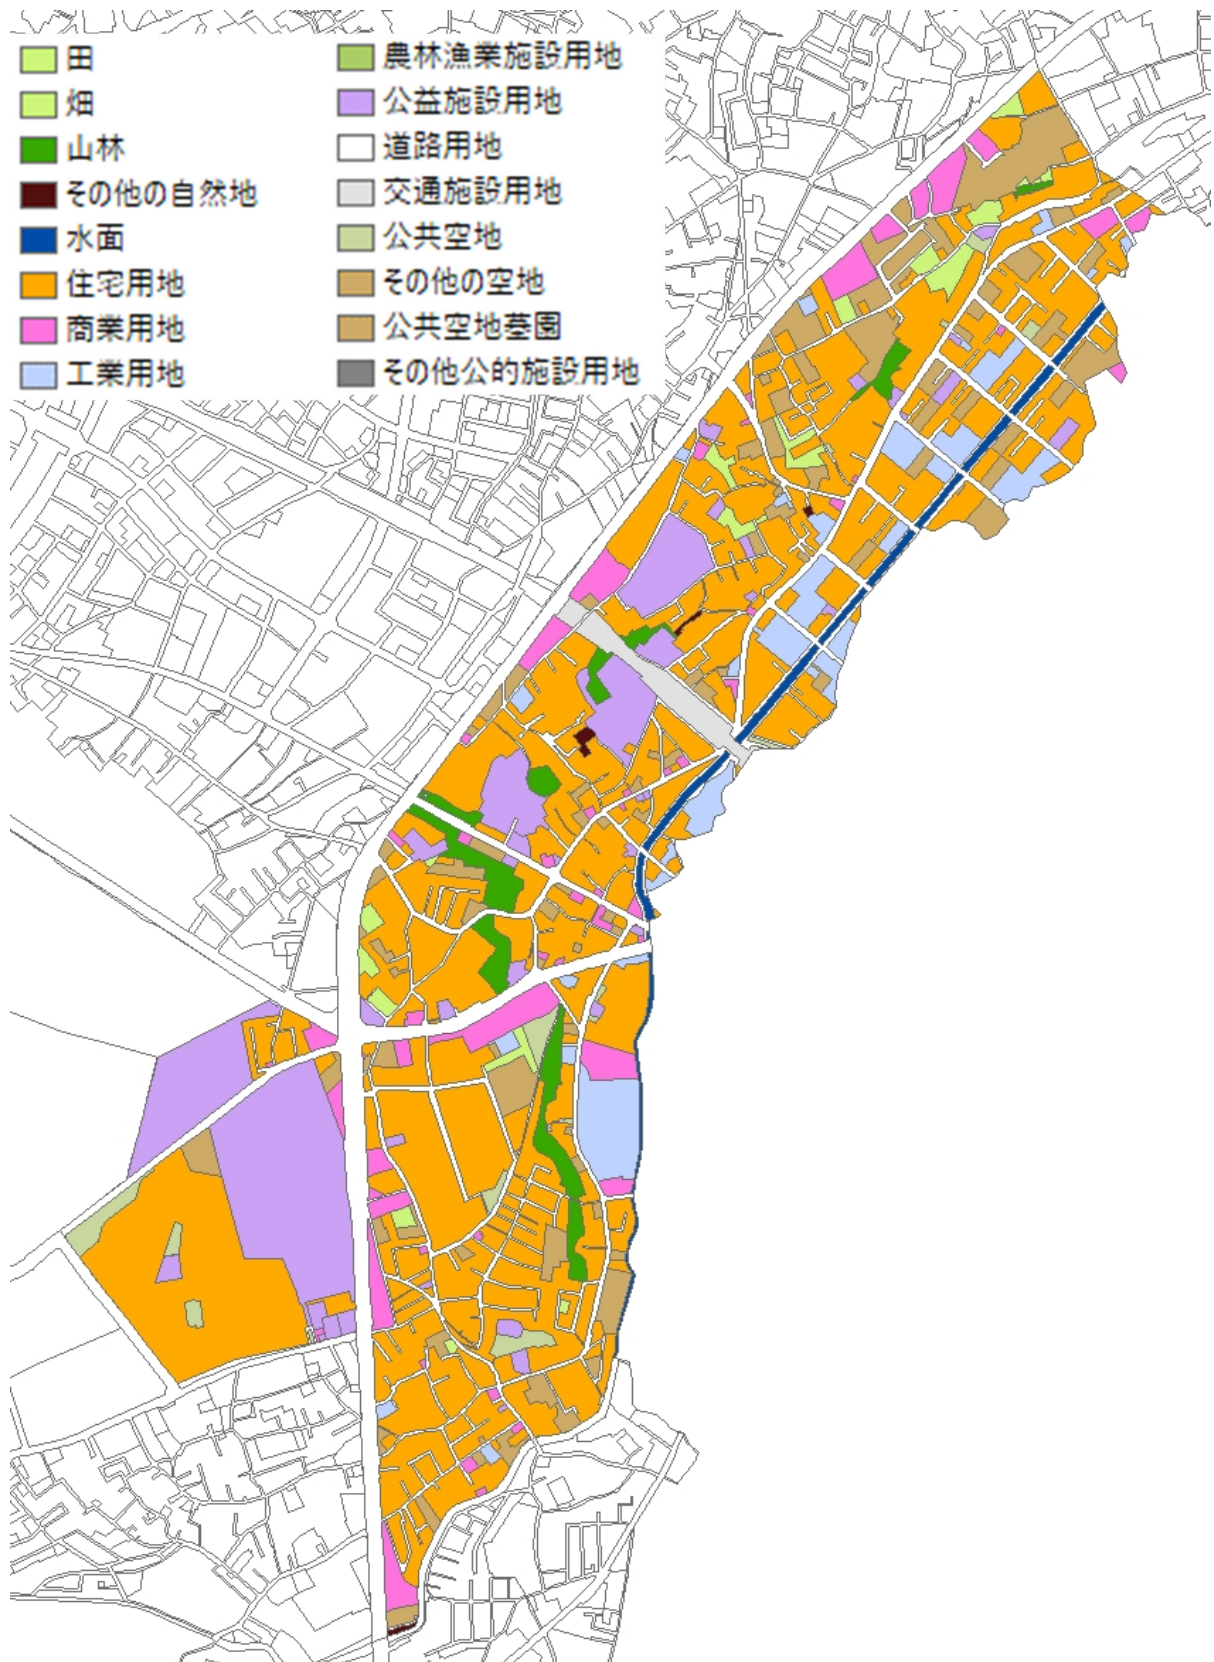 田
畑
山林
その他の自然地
水面
住宅用地
商業用地
工業用地
農林漁業施設用地
公益施設用地
道路用地
交通施設用地
公共空地
その他の空地
公共空地墓園
その他公的施設用地